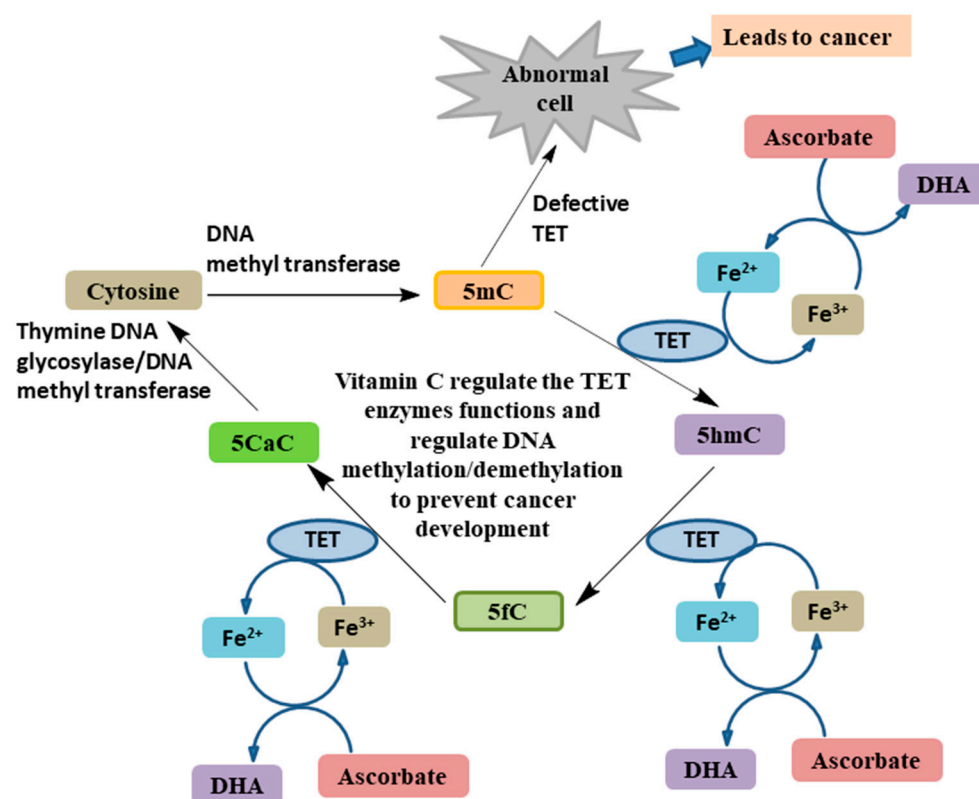 Leads to cancer
Abnormal
cell
Ascorbate
DHA
Defective
TET
DNA
methyl transferase
Fe²⁺
Cytosine
5mC
Fe³⁺
Thymine DNA
glycosylase/DNA
methyl transferase
TET
Vitamin C regulate the TET
enzymes functions and
regulate DNA
methylation/demethylation
to prevent cancer
development
5hmC
5CaC
TET
TET
5fC
Fe²⁺
Fe³⁺
Fe²⁺
Fe³⁺
DHA
Ascorbate
DHA
Ascorbate